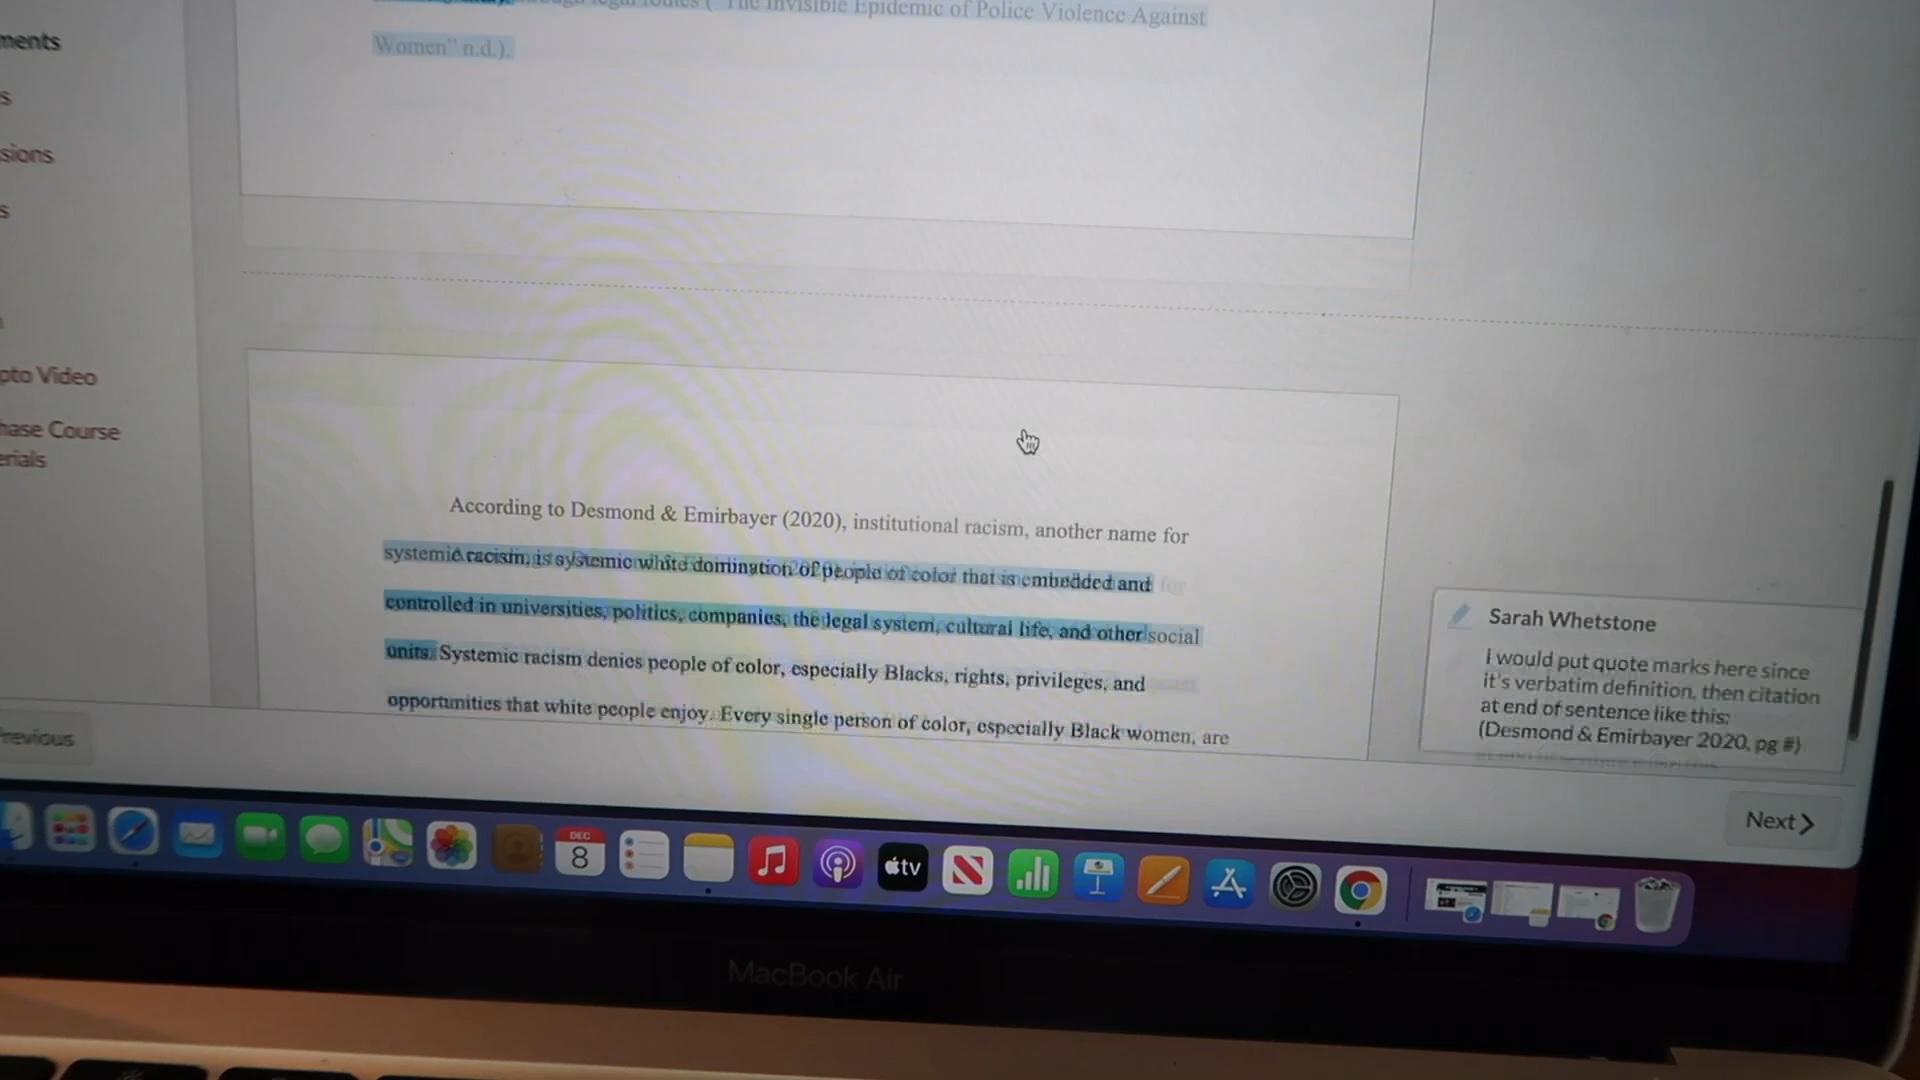 legal routes ("The Invisible Epidemic of Police Violence Against
Women" n.d.).
ments
s
sions
s
pto Video
hase Course
erials
According to Desmond & Emirbayer (2020), institutional racism, another name for
systemic racism, is systemic white domination of people of color that is embedded and
controlled in universities, politics, companies, the legal system, cultural life, and other social
units. Systemic racism denies people of color, especially Blacks, rights, privileges, and
opportunities that white people enjoy. Every single person of color, especially Black women, are
Sarah Whetstone
I would put quote marks here since
it's verbatim definition, then citation
at end of sentence like this:
(Desmond & Emirbayer 2020, pg #)
revious
Next
DEC
8
tv
MacBook Air